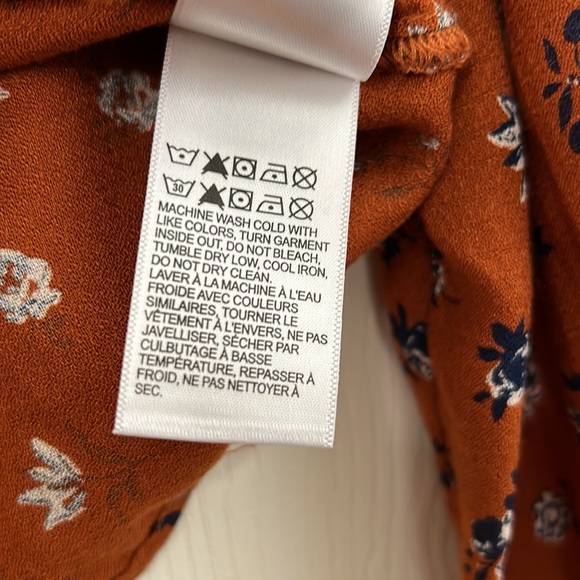 30
MACHINE WASH COLD WITH
LIKE COLORS, TURN GARMENT
INSIDE OUT, DO NOT BLEACH,
TUMBLE DRY LOW, COOL IRON,
DO NOT DRY CLEAN.
LAVER À LA MACHINE À L'EAU
FROIDE AVEC COULEURS
SIMILAIRES, TOURNER LE
VÊTEMENT À L'ENVERS, NE PAS
JAVELLISER, SÉCHER PAR
CULBUTAGE À BASSE
TEMPÉRATURE, REPASSER À
FROID, NE PAS NETTOYER À
SEC.